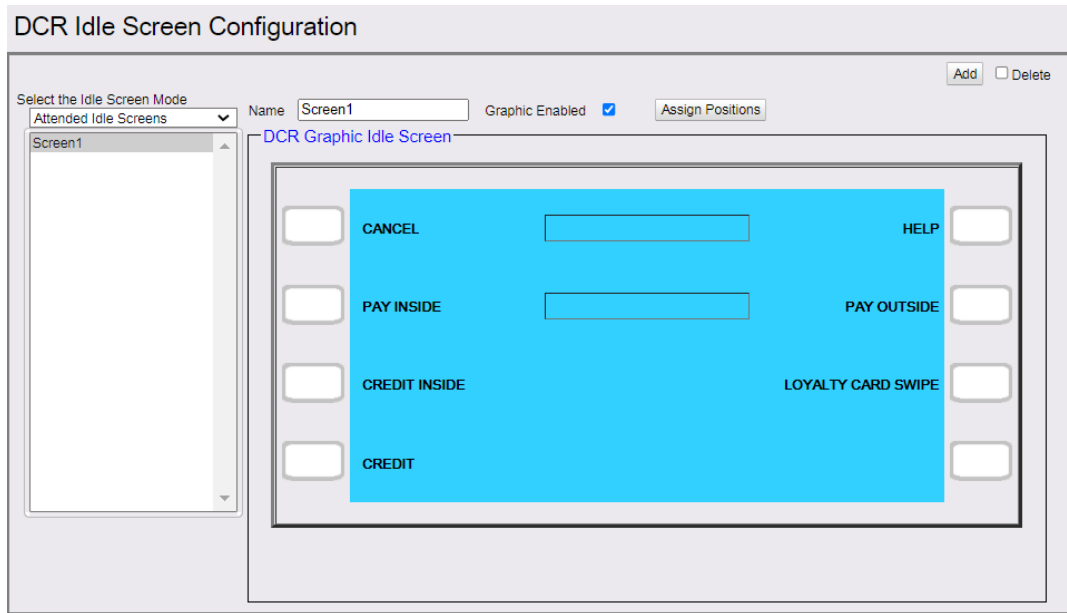 DCR Idle Screen Configuration
Add Delete
Select the Idle Screen Mode
Attended Idle Screens
Name Screen1 Graphic Enabled Assign Positions
Screen1
DCR Graphic Idle Screen
CANCEL HELP
PAY INSIDE PAY OUTSIDE
CREDIT INSIDE LOYALTY CARD SWIPE
CREDIT